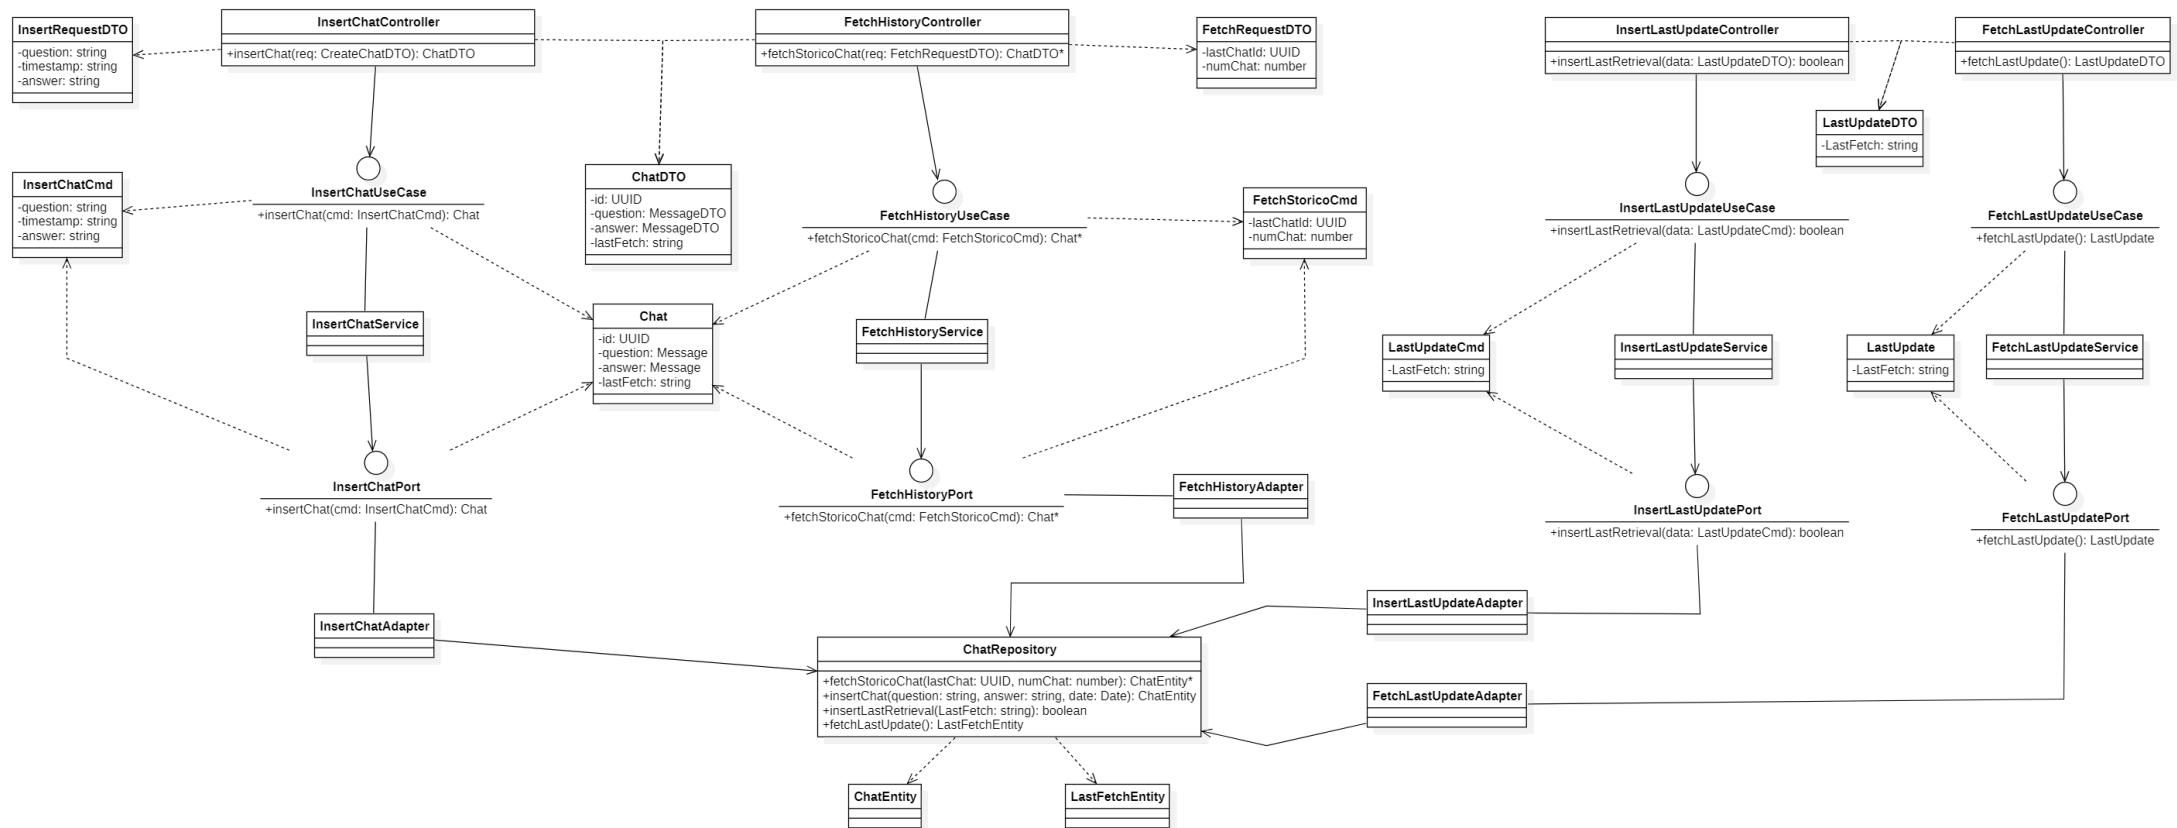 InsertRequestDTO
-question: string
-timestamp: string
-answer: string
InsertChatController
+insertChat(req: CreateChatDTO): ChatDTO
FetchHistoryController
+fetchStoricoChat(req: FetchRequestDTO): ChatDTO*
FetchRequestDTO
-lastChatId: UUID
-numChat: number
InsertLastUpdateController
+insertLastRetrieval(data: LastUpdateDTO): boolean
FetchLastUpdateController
+fetchLastUpdate(): LastUpdateDTO
LastUpdateDTO
-LastFetch: string
InsertChatCmd
-question: string
-timestamp: string
-answer: string
InsertChatUseCase
+insertChat(cmd: InsertChatCmd): Chat
ChatDTO
-id: UUID
-question: MessageDTO
-answer: MessageDTO
-lastFetch: string
FetchHistoryUseCase
+fetchStoricoChat(cmd: FetchStoricoCmd): Chat*
FetchStoricoCmd
-lastChatId: UUID
-numChat: number
InsertLastUpdateUseCase
+insertLastRetrieval(data: LastUpdateCmd): boolean
FetchLastUpdateUseCase
+fetchLastUpdate(): LastUpdate
InsertChatService
Chat
-id: UUID
-question: Message
-answer: Message
-lastFetch: string
FetchHistoryService
LastUpdateCmd
-LastFetch: string
InsertLastUpdateService
LastUpdate
-LastFetch: string
FetchLastUpdateService
InsertChatPort
+insertChat(cmd: InsertChatCmd): Chat
FetchHistoryPort
+fetchStoricoChat(cmd: FetchStoricoCmd): Chat*
FetchHistoryAdapter
InsertLastUpdatePort
+insertLastRetrieval(data: LastUpdateCmd): boolean
FetchLastUpdatePort
+fetchLastUpdate(): LastUpdate
InsertChatAdapter
InsertLastUpdateAdapter
ChatRepository
+fetchStoricoChat(lastChat: UUID, numChat: number): ChatEntity*
+insertChat(question: string, answer: string, date: Date): ChatEntity
+insertLastRetrieval(LastFetch: string): boolean
+fetchLastUpdate(): LastFetchEntity
FetchLastUpdateAdapter
ChatEntity
LastFetchEntity